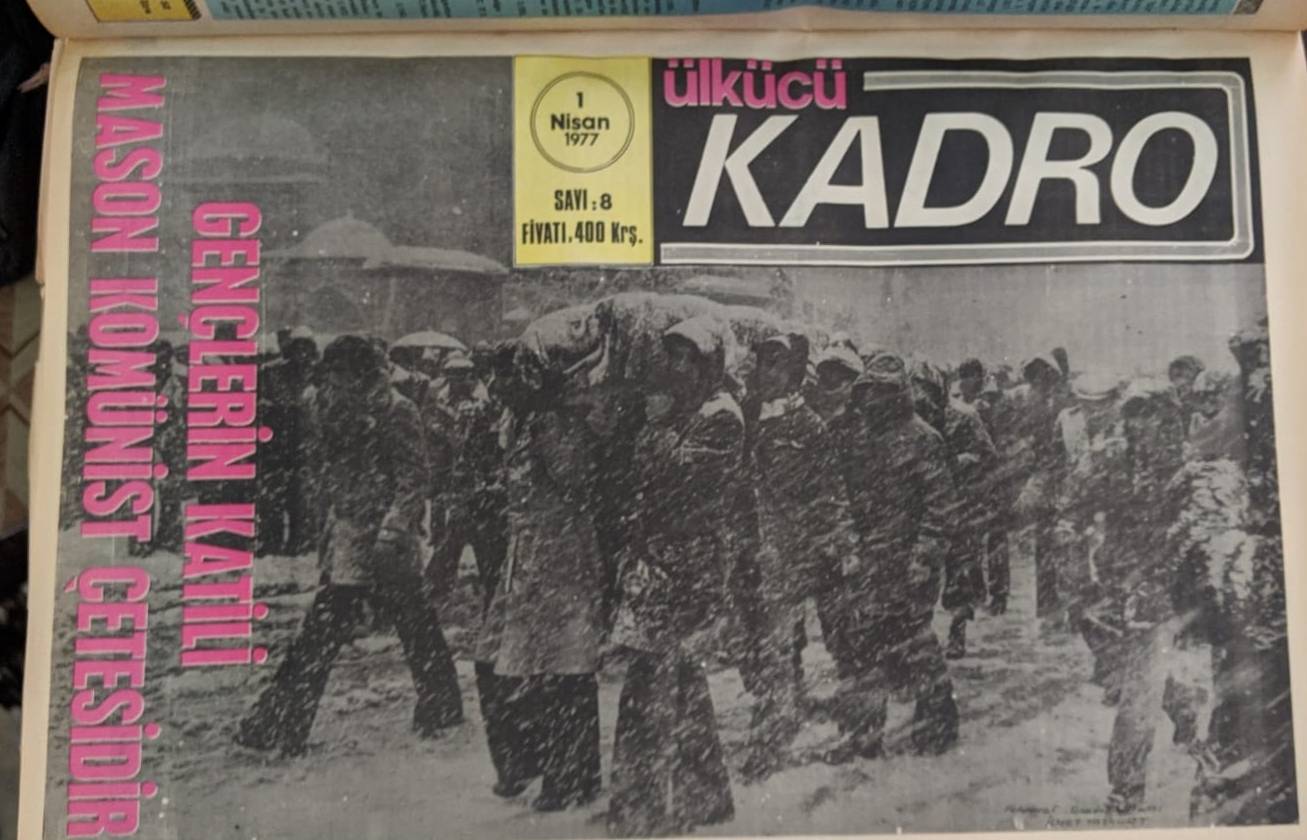 ülkücü
KADRO
1
Nisan
1977
SAYI : 8
FİYATI. 400 Krş.
GENÇLERİN KATİLİ
MASON KOMÜNİST ÇETESİDİR